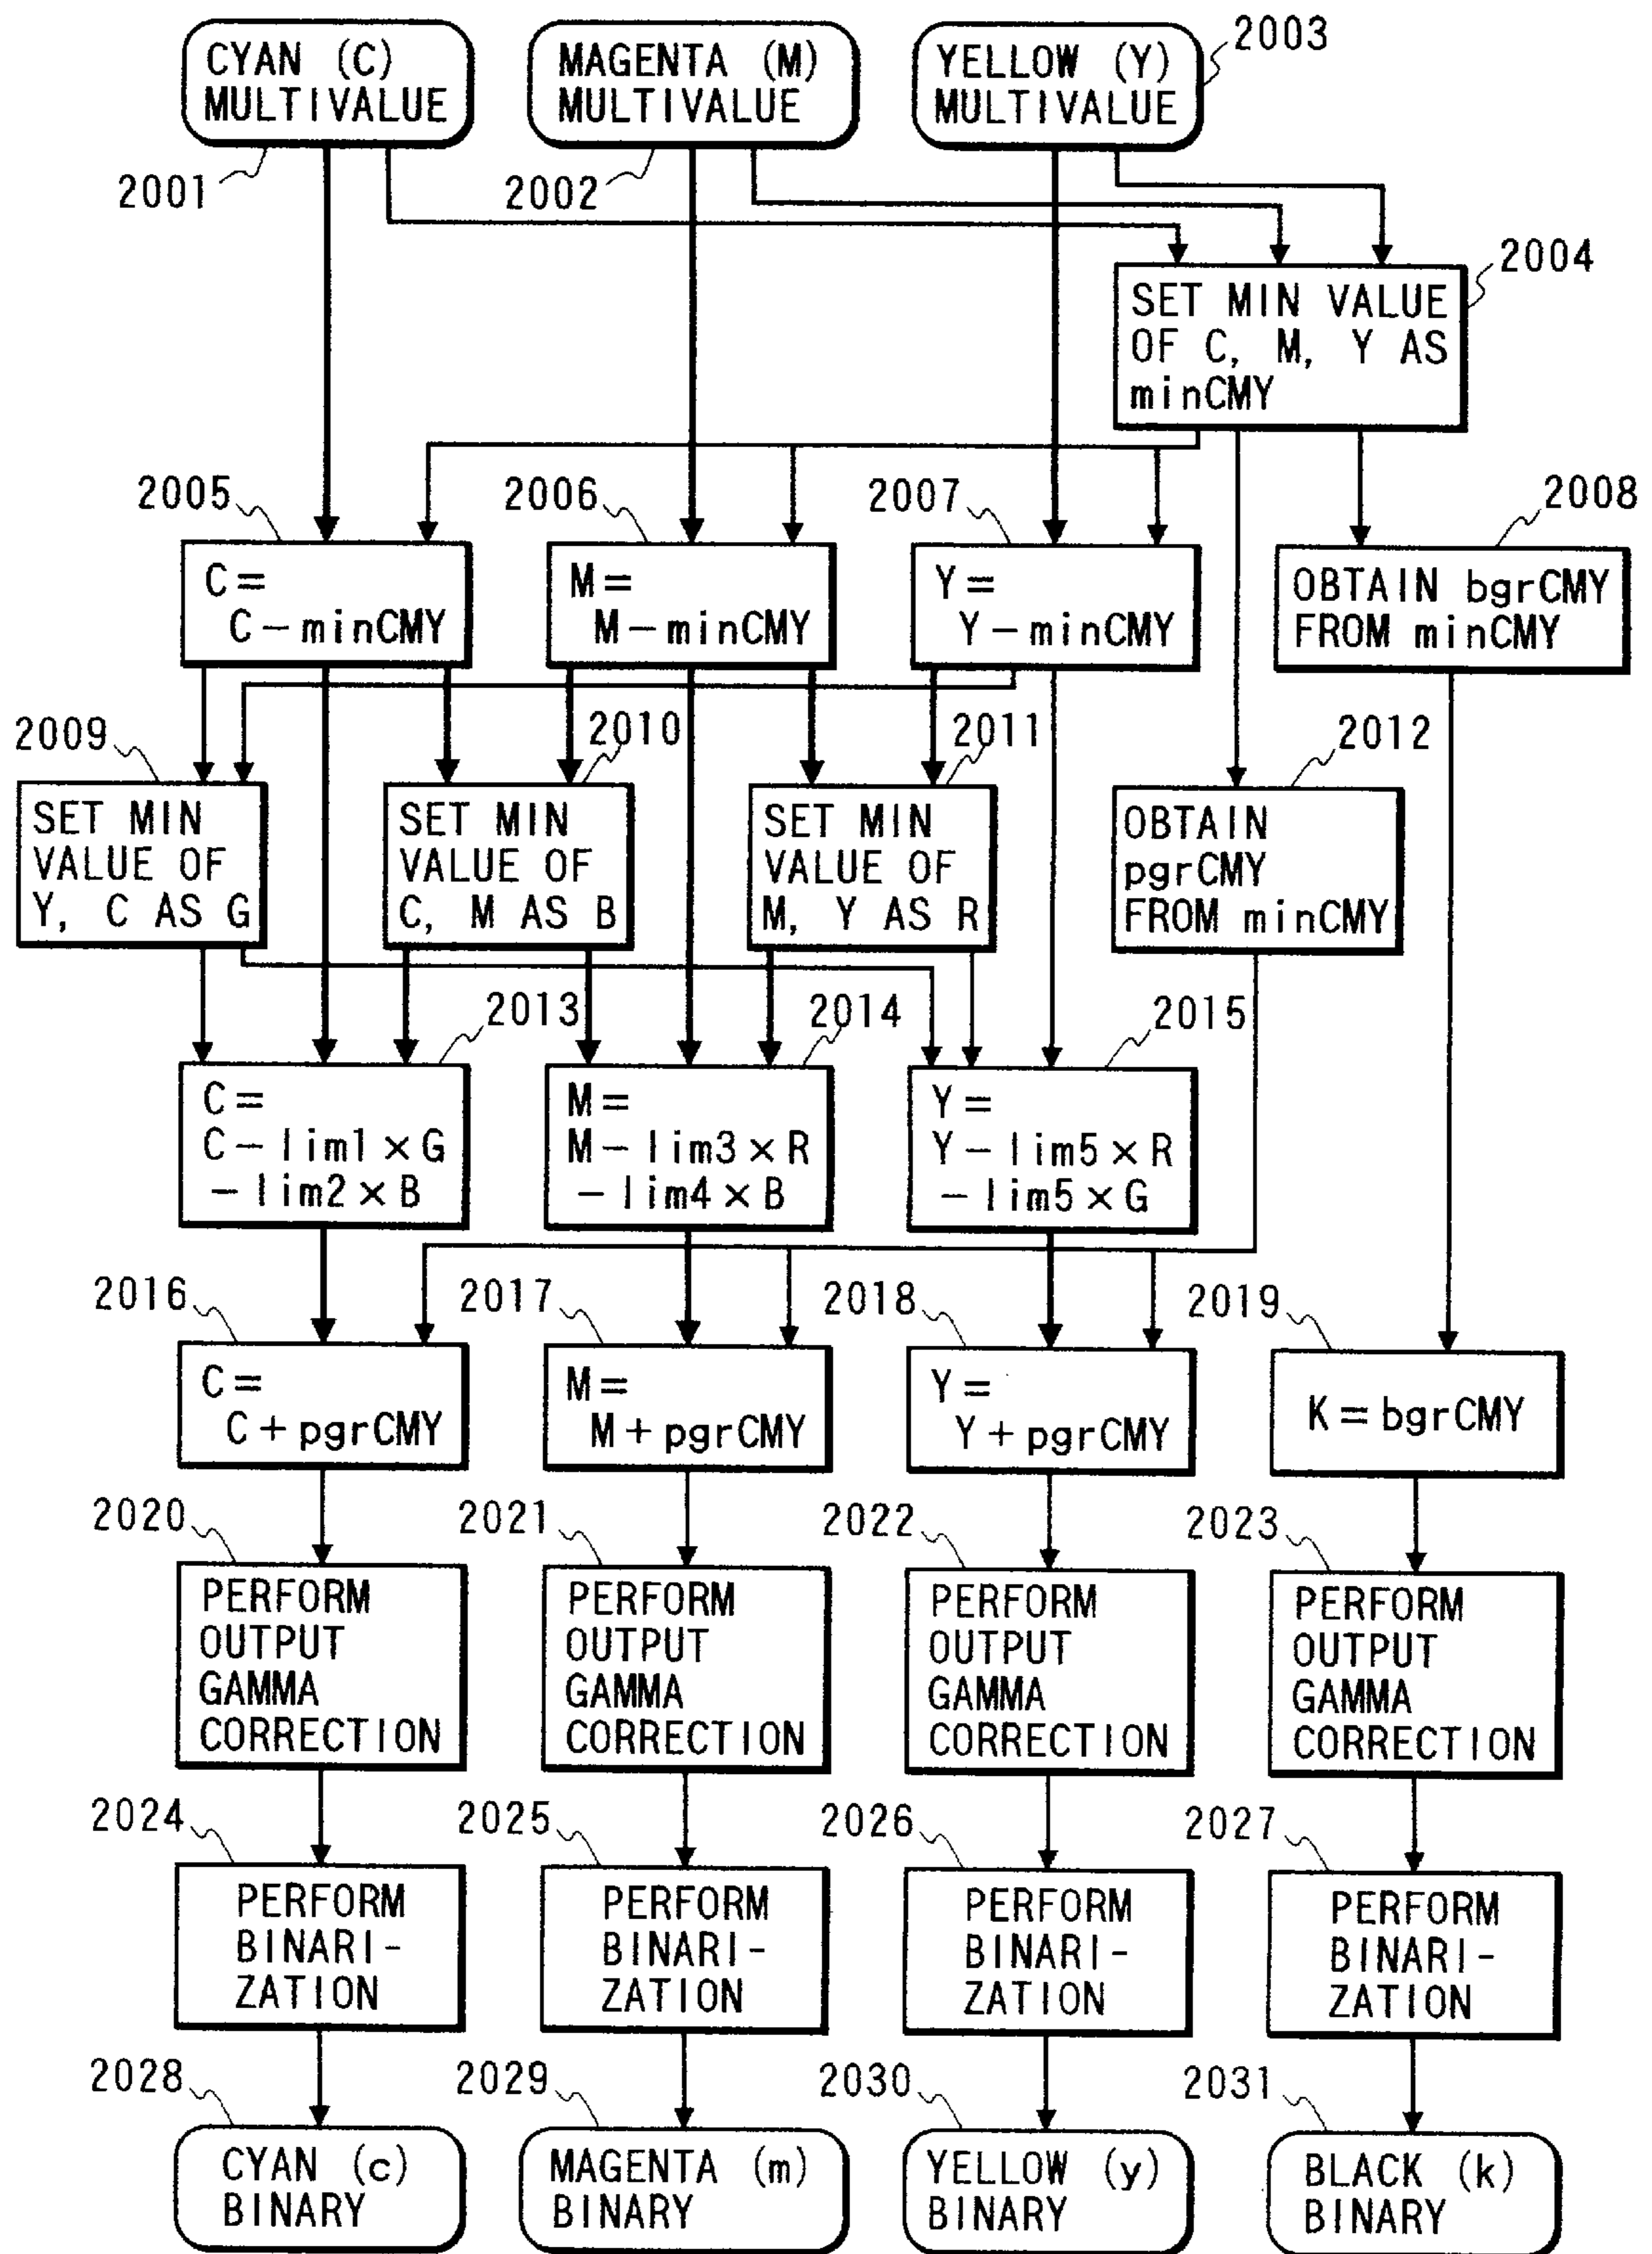 CYAN (C)
MULTIVALUE
MAGENTA (M)
MULTIVALUE
YELLOW (Y)
MULTIVALUE
2003
2001
2002
2004
SET MIN VALUE
OF C, M, Y AS
minCMY
2005
2006
2007
2008
C=
C-minCMY
M=
M-minCMY
Y=
Y-minCMY
OBTAIN bgrCMY
FROM minCMY
2009
2010
2011
2012
SET MIN
VALUE OF
Y, C AS G
SET MIN
VALUE OF
C, M AS B
SET MIN
VALUE OF
M, Y AS R
OBTAIN
pgrCMY
FROM minCMY
2013
2014
2015
C=
C-lim1×G
-lim2×B
M=
M-lim3×R
-lim4×B
Y=
Y-lim5×R
-lim5×G
2016
2017
2018
2019
C=
C+pgrCMY
M=
M+pgrCMY
Y=
Y+pgrCMY
K=bgrCMY
2020
2021
2022
2023
PERFORM
OUTPUT
GAMMA
CORRECTION
PERFORM
OUTPUT
GAMMA
CORRECTION
PERFORM
OUTPUT
GAMMA
CORRECTION
PERFORM
OUTPUT
GAMMA
CORRECTION
2024
2025
2026
2027
PERFORM
BINARI-
ZATION
PERFORM
BINARI-
ZATION
PERFORM
BINARI-
ZATION
PERFORM
BINARI-
ZATION
2028
2029
2030
2031
CYAN (c)
BINARY
MAGENTA (m)
BINARY
YELLOW (y)
BINARY
BLACK (k)
BINARY